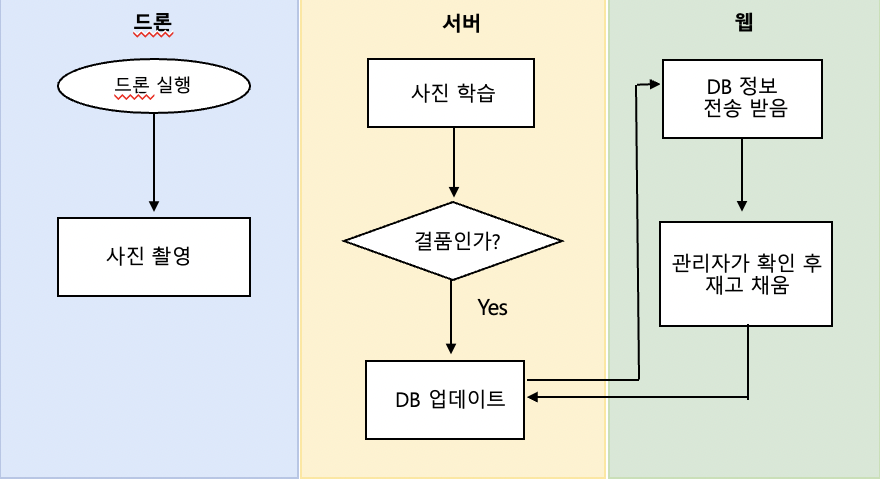 드론
드론 실행
사진 촬영
서버
사진 학습
결품인가?
Yes
DB 업데이트
웹
DB 정보
전송 받음
관리자가 확인 후
재고 채움